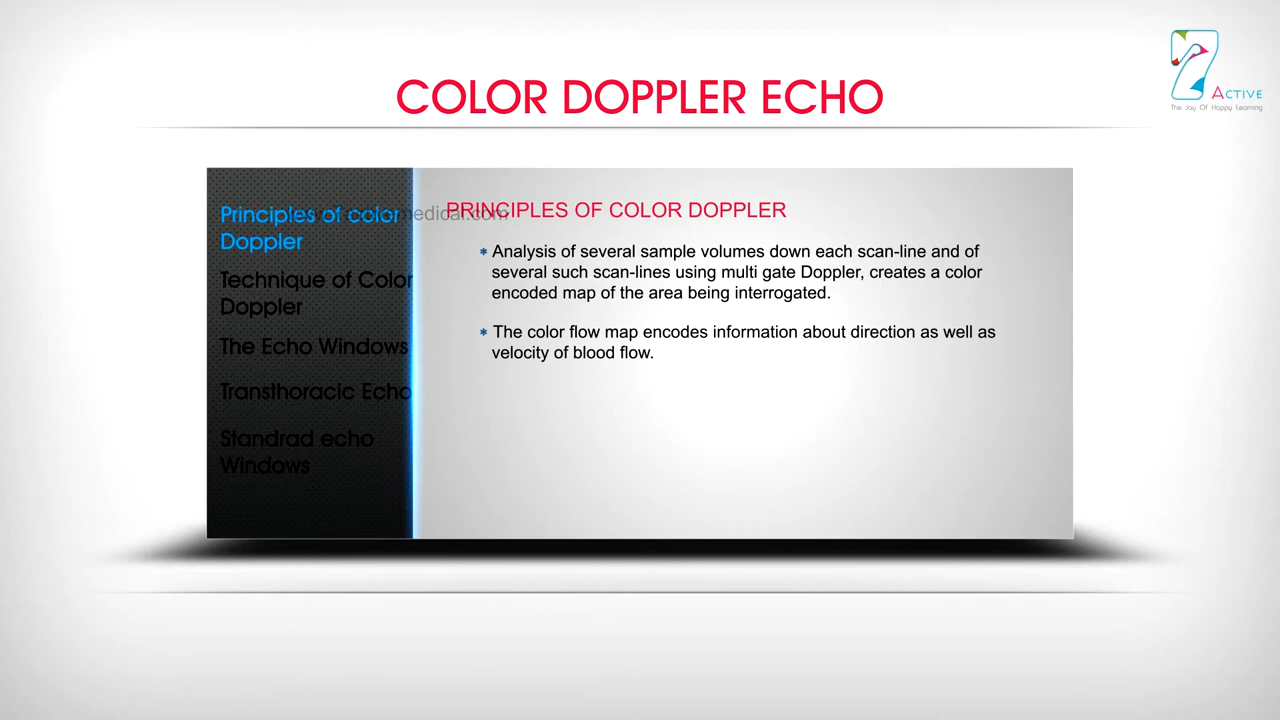 COLOR DOPPLER ECHO
ACTIVE
The Joy Of Happy Learning
Principles of color
Doppler
Technique of Color
Doppler
The Echo Windows
Transthoracic Echo
Standrad echo
Windows
PRINCIPLES OF COLOR DOPPLER
* Analysis of several sample volumes down each scan-line and of
several such scan-lines using multi gate Doppler, creates a color
encoded map of the area being interrogated.
* The color flow map encodes information about direction as well as
velocity of blood flow.